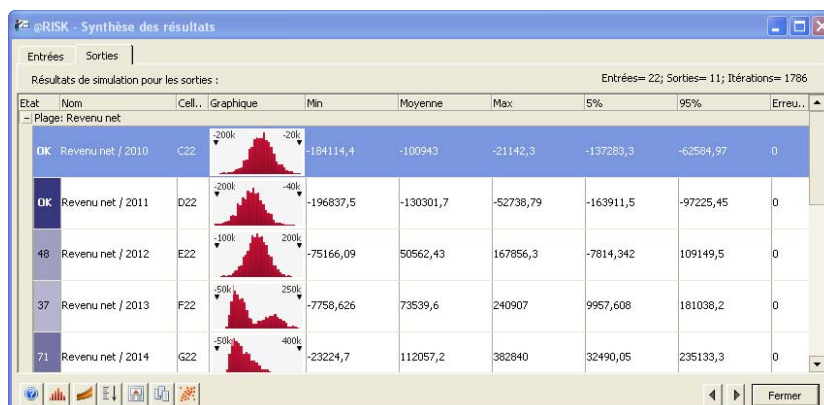 @RISK - Synthèse des résultats
Entrées Sorties
Résultats de simulation pour les sorties : Entrées= 22; Sorties= 11; Itérations= 1786
Etat Nom Cell.. Graphique Min Moyenne Max 5% 95% Erreu..
Plage: Revenu net
-200k -20k
OK Revenu net / 2010 C22 -184114,4 -100943 -21142,3 -137283,3 -62584,97 0
-200k -40k
OK Revenu net / 2011 D22 -196837,5 -130301,7 -52738,79 -163911,5 -97225,45 0
-100k 200k
48 Revenu net / 2012 E22 -75166,09 50562,43 167856,3 -7814,342 109149,5 0
-50k 250k
37 Revenu net / 2013 F22 -7758,626 73539,6 240907 9957,608 181038,2 0
-50k 400k
71 Revenu net / 2014 G22 -23224,7 112057,2 382840 32490,05 235133,3 0
Fermer